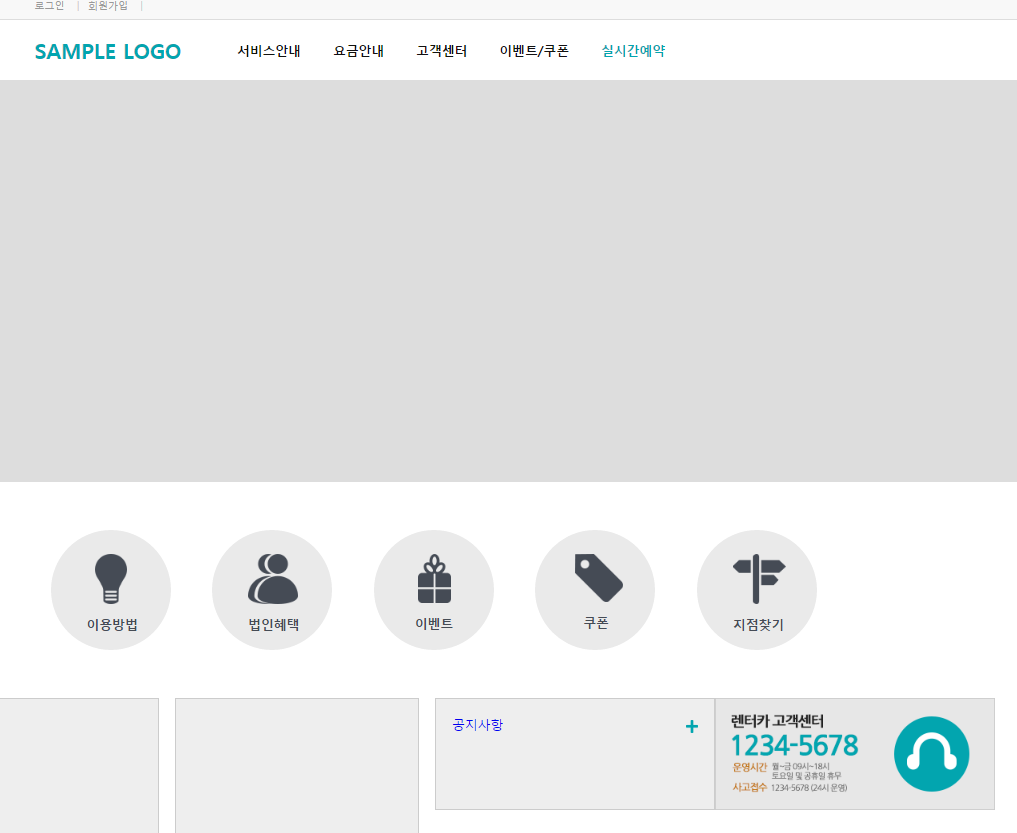 로그인 | 회원가입 |
SAMPLE LOGO 서비스안내 요금안내 고객센터 이벤트/쿠폰 실시간예약
이용방법 법인혜택 이벤트 쿠폰 지점찾기
공지사항 +
렌터카 고객센터
1234-5678
운영시간 월~금 09시~18시
토요일 및 공휴일 휴무
사고접수 1234-5678 (24시 운영)